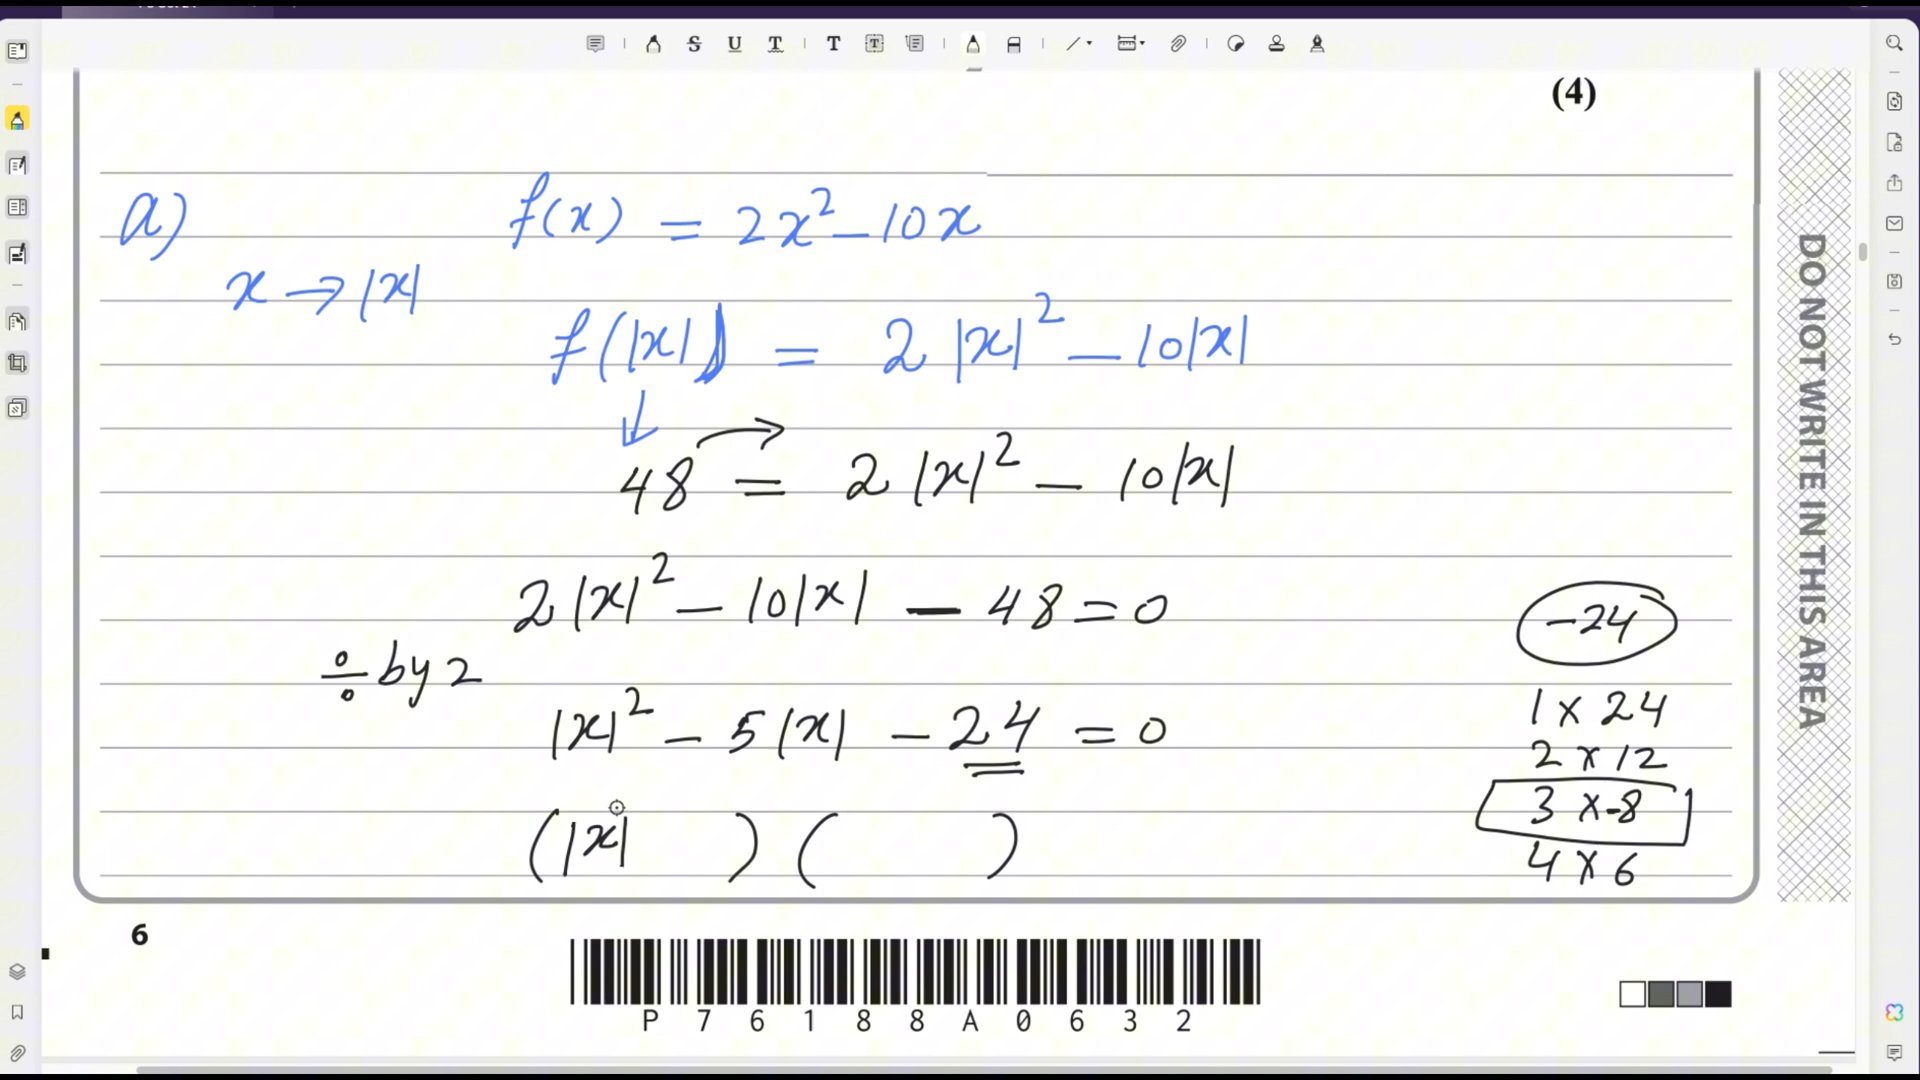 (4)
a) f(x) = 2x² - 10x
x → |x|
f(|x|) = 2|x|² - 10|x|
↓
48 = 2|x|² - 10|x|
2|x|² - 10|x| - 48 = 0
÷ by 2
|x|² - 5|x| - 24 = 0
(|x| ) ( )
-24
1 x 24
2 x 12
3 x -8
4 x 6
DO NOT WRITE IN THIS AREA
6
P 7 6 1 8 8 A 0 6 3 2